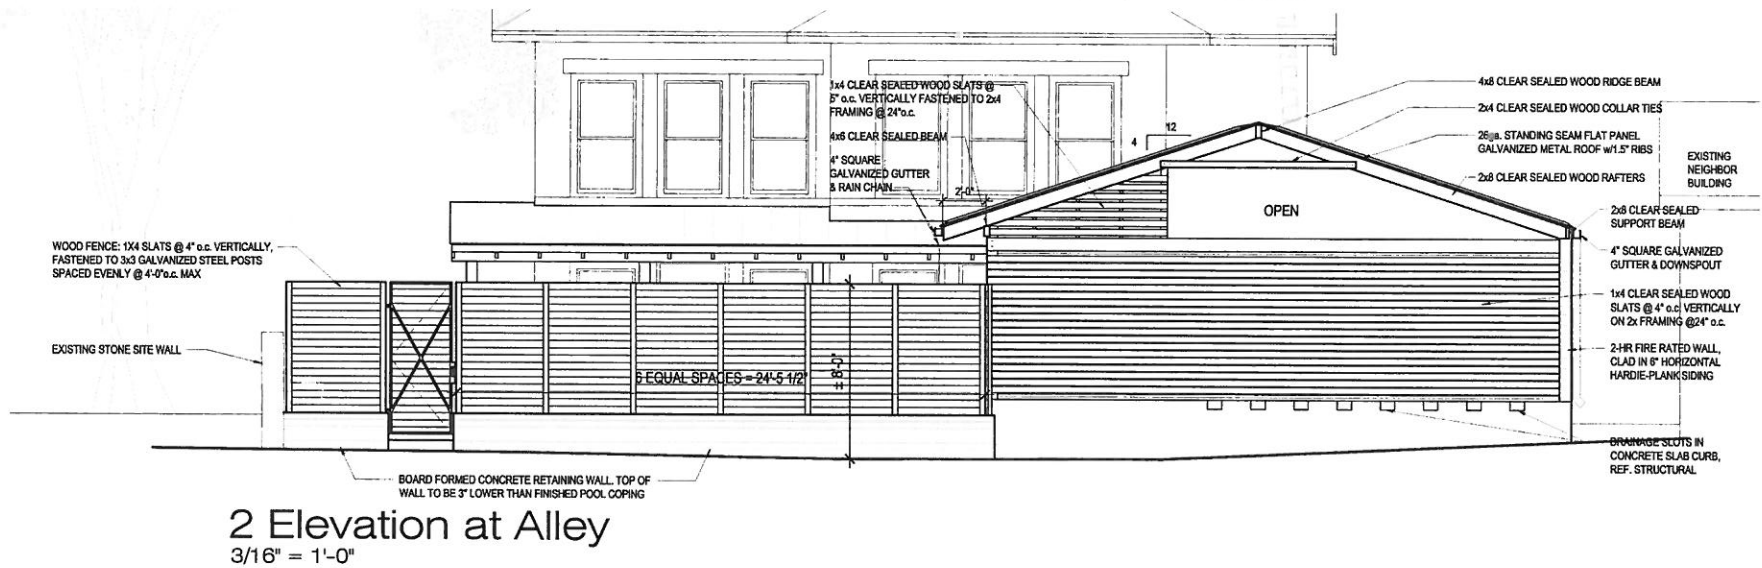 1x4 CLEAR SEALED WOOD SLATS @
5" o.c. VERTICALLY FASTENED TO 2x4
FRAMING @ 24"o.c.
4x6 CLEAR SEALED BEAM
4" SQUARE
GALVANIZED GUTTER
& RAIN CHAIN
2'-0"
4
12
OPEN
4x8 CLEAR SEALED WOOD RIDGE BEAM
2x4 CLEAR SEALED WOOD COLLAR TIES
26ga. STANDING SEAM FLAT PANEL
GALVANIZED METAL ROOF w/1.5" RIBS
2x8 CLEAR SEALED WOOD RAFTERS
EXISTING
NEIGHBOR
BUILDING
2x6 CLEAR SEALED
SUPPORT BEAM
4" SQUARE GALVANIZED
GUTTER & DOWNSPOUT
1x4 CLEAR SEALED WOOD
SLATS @ 4" o.c. VERTICALLY
ON 2x FRAMING @24" o.c.
2-HR FIRE RATED WALL,
CLAD IN 6" HORIZONTAL
HARDIE-PLANK SIDING
DRAINAGE SLOTS IN
CONCRETE SLAB CURB,
REF. STRUCTURAL
WOOD FENCE: 1X4 SLATS @ 4" o.c. VERTICALLY,
FASTENED TO 3x3 GALVANIZED STEEL POSTS
SPACED EVENLY @ 4'-0"o.c. MAX
EXISTING STONE SITE WALL
6 EQUAL SPACES = 24'-5 1/2"
± 8'-0"
BOARD FORMED CONCRETE RETAINING WALL. TOP OF
WALL TO BE 3" LOWER THAN FINISHED POOL COPING
2 Elevation at Alley
3/16" = 1'-0"